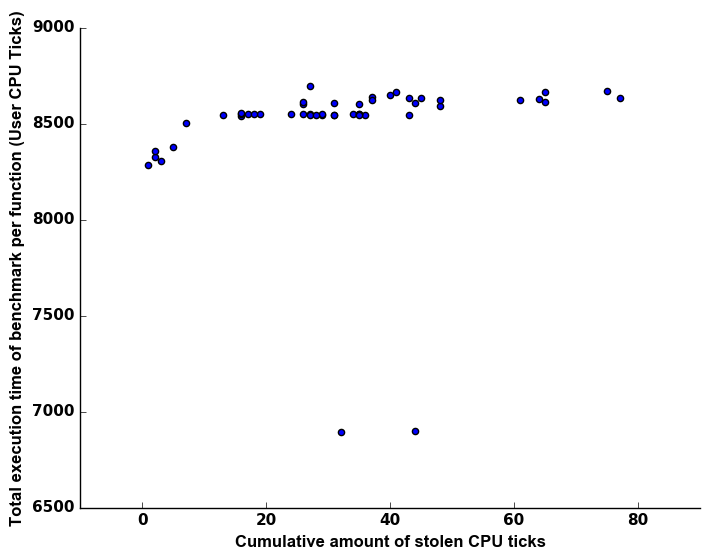 Total execution time of benchmark per function (User CPU Ticks)
9000
8500
8000
7500
7000
6500
0 20 40 60 80
Cumulative amount of stolen CPU ticks